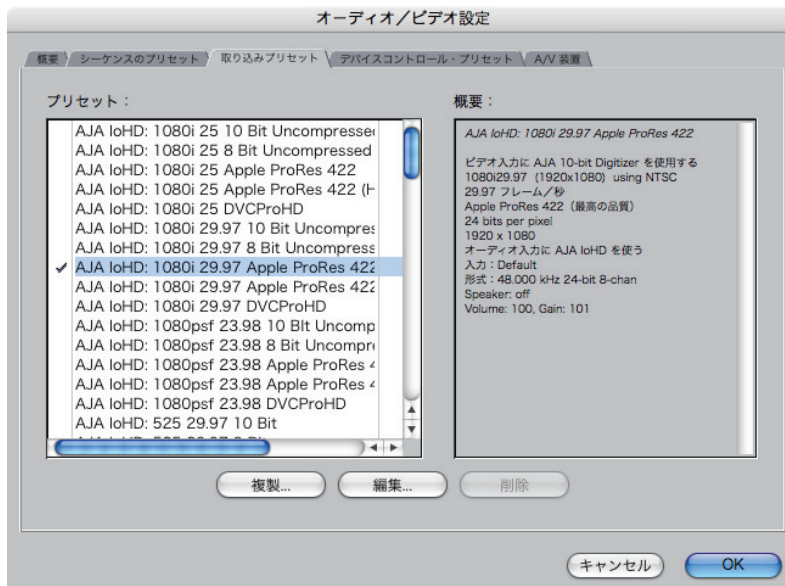 オーディオ／ビデオ設定
概要
シーケンスのプリセット
取り込みプリセット
デバイスコントロール・プリセット
A/V 装置
プリセット：
AJA IoHD: 1080i 25 10 Bit Uncompressed
AJA IoHD: 1080i 25 8 Bit Uncompressed
AJA IoHD: 1080i 25 Apple ProRes 422
AJA IoHD: 1080i 25 Apple ProRes 422 (H
AJA IoHD: 1080i 25 DVCProHD
AJA IoHD: 1080i 29.97 10 Bit Uncompres
AJA IoHD: 1080i 29.97 8 Bit Uncompress
✓ AJA IoHD: 1080i 29.97 Apple ProRes 422
AJA IoHD: 1080i 29.97 Apple ProRes 422
AJA IoHD: 1080i 29.97 DVCProHD
AJA IoHD: 1080psf 23.98 10 BIt Uncomp
AJA IoHD: 1080psf 23.98 8 Bit Uncompre
AJA IoHD: 1080psf 23.98 Apple ProRes 4
AJA IoHD: 1080psf 23.98 Apple ProRes 4
AJA IoHD: 1080psf 23.98 DVCProHD
AJA IoHD: 525 29.97 10 Bit
概要：
AJA IoHD: 1080i 29.97 Apple ProRes 422
ビデオ入力に AJA 10-bit Digitizer を使用する
1080i29.97 (1920x1080) using NTSC
29.97 フレーム／秒
Apple ProRes 422（最高の品質）
24 bits per pixel
1920 x 1080
オーディオ入力に AJA IoHD を使う
入力：Default
形式：48.000 kHz 24-bit 8-chan
Speaker: off
Volume: 100, Gain: 101
複製...
編集...
削除
キャンセル
OK